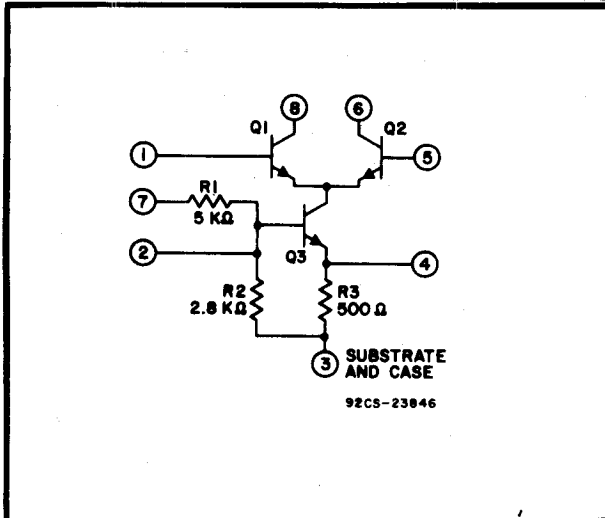 8
6
Q1
Q2
1
5
7
R1
5 KΩ
2
Q3
4
R2
2.8 KΩ
R3
500 Ω
3
SUBSTRATE
AND CASE
92CS-23846